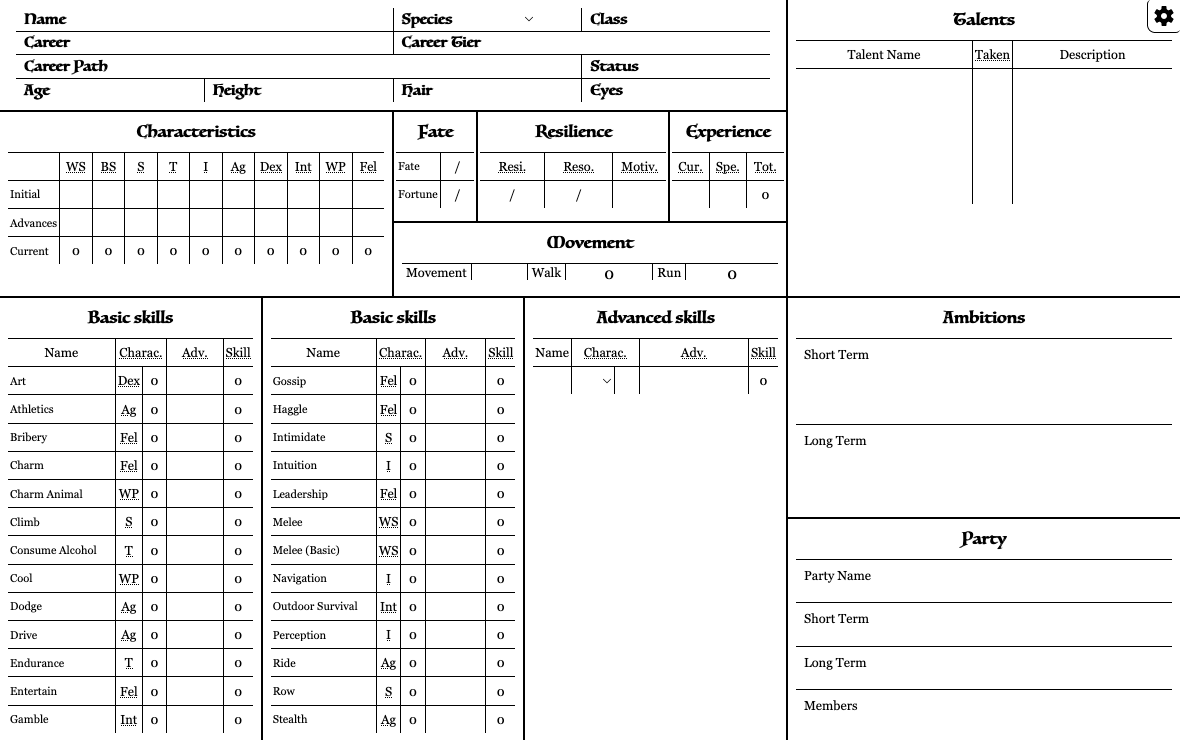 Name Species Class
Career Career Tier
Career Path Status
Age Height Hair Eyes
Characteristics
WS BS S T I Ag Dex Int WP Fel
Initial
Advances
Current 0 0 0 0 0 0 0 0 0 0
Fate
Fate /
Fortune /
Resilience
Resi. Reso. Motiv.
/ /
Experience
Cur. Spe. Tot.
0
Movement
Movement Walk 0 Run 0
Talents
Talent Name Taken Description
Basic skills
Name Charac. Adv. Skill
Art Dex 0 0
Athletics Ag 0 0
Bribery Fel 0 0
Charm Fel 0 0
Charm Animal WP 0 0
Climb S 0 0
Consume Alcohol T 0 0
Cool WP 0 0
Dodge Ag 0 0
Drive Ag 0 0
Endurance T 0 0
Entertain Fel 0 0
Gamble Int 0 0
Basic skills
Name Charac. Adv. Skill
Gossip Fel 0 0
Haggle Fel 0 0
Intimidate S 0 0
Intuition I 0 0
Leadership Fel 0 0
Melee WS 0 0
Melee (Basic) WS 0 0
Navigation I 0 0
Outdoor Survival Int 0 0
Perception I 0 0
Ride Ag 0 0
Row S 0 0
Stealth Ag 0 0
Advanced skills
Name Charac. Adv. Skill
0
Ambitions
Short Term
Long Term
Party
Party Name
Short Term
Long Term
Members